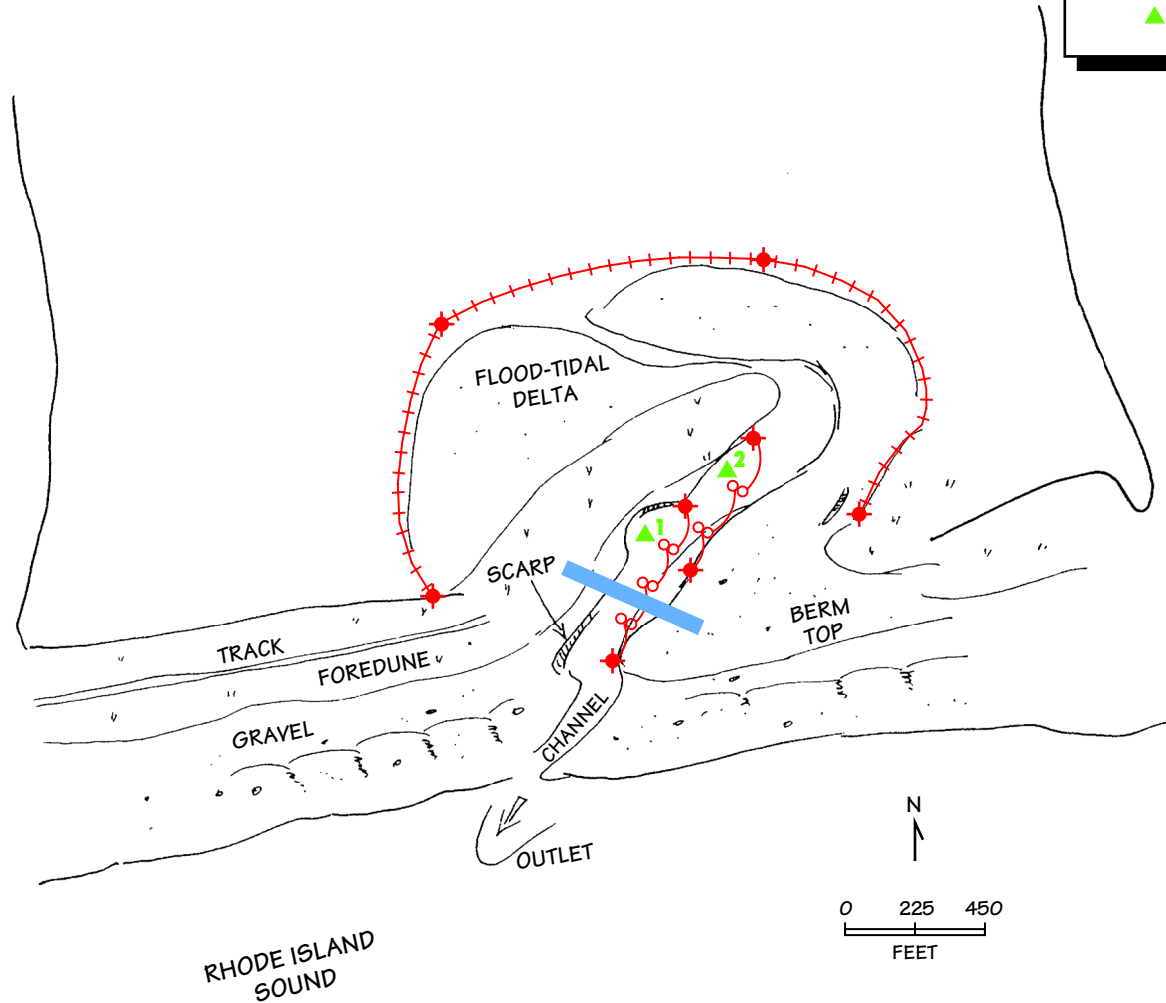 FLOOD-TIDAL
DELTA
2
1
SCARP
BERM
TOP
TRACK
FOREDUNE
GRAVEL
CHANNEL
OUTLET
N
0 225 450
FEET
RHODE ISLAND
SOUND